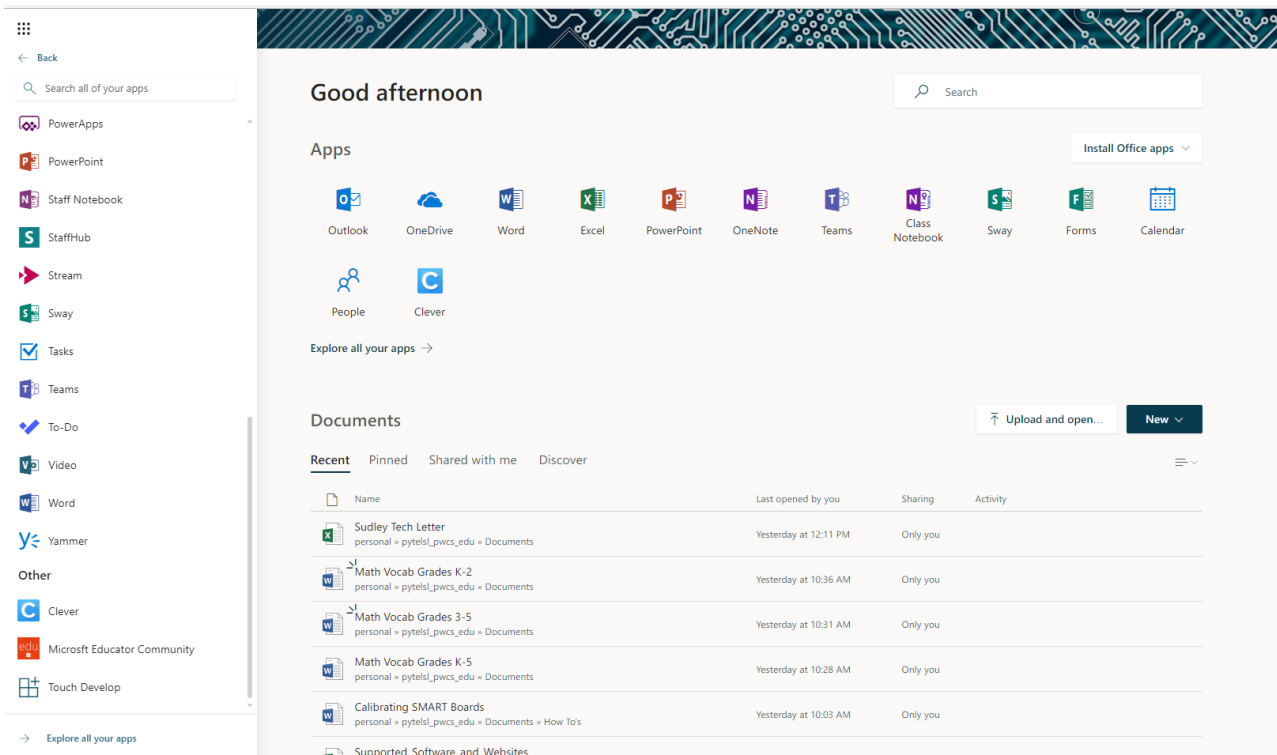 Back
Search all of your apps
PowerApps
PowerPoint
Staff Notebook
StaffHub
Stream
Sway
Tasks
Teams
To-Do
Video
Word
Yammer
Other
Clever
Microsft Educator Community
Touch Develop
Explore all your apps
Good afternoon
Search
Apps
Install Office apps
Outlook OneDrive Word Excel PowerPoint OneNote Teams Class Notebook Sway Forms Calendar
People Clever
Explore all your apps
Documents
Upload and open...
New
Recent Pinned Shared with me Discover
Name Last opened by you Sharing Activity
Sudley Tech Letter
personal » pytelsl_pwcs_edu » Documents
Yesterday at 12:11 PM Only you
Math Vocab Grades K-2
personal » pytelsl_pwcs_edu » Documents
Yesterday at 10:36 AM Only you
Math Vocab Grades 3-5
personal » pytelsl_pwcs_edu » Documents
Yesterday at 10:31 AM Only you
Math Vocab Grades K-5
personal » pytelsl_pwcs_edu » Documents
Yesterday at 10:28 AM Only you
Calibrating SMART Boards
personal » pytelsl_pwcs_edu » Documents » How To's
Yesterday at 10:03 AM Only you
Supported Software and Websites